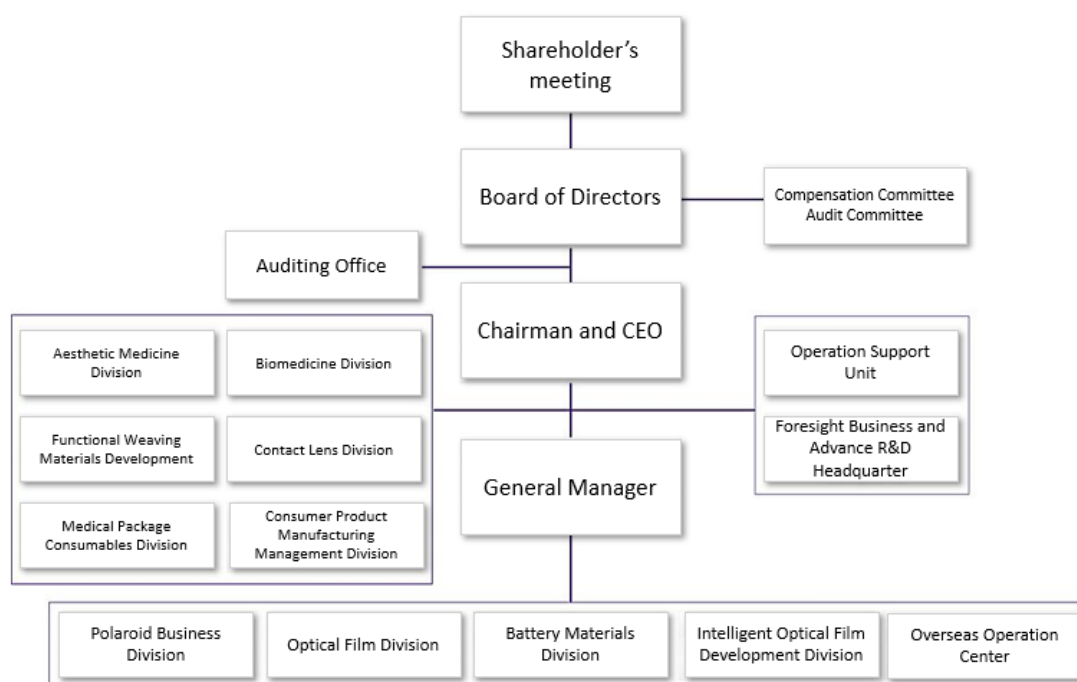 Shareholder's
meeting
Board of Directors
Compensation Committee
Audit Committee
Auditing Office
Chairman and CEO
Aesthetic Medicine
Division
Biomedicine Division
Operation Support
Unit
Functional Weaving
Materials Development
Contact Lens Division
Foresight Business and
Advance R&D
Headquarter
General Manager
Medical Package
Consumables Division
Consumer Product
Manufacturing
Management Division
Polaroid Business
Division
Optical Film Division
Battery Materials
Division
Intelligent Optical Film
Development Division
Overseas Operation
Center